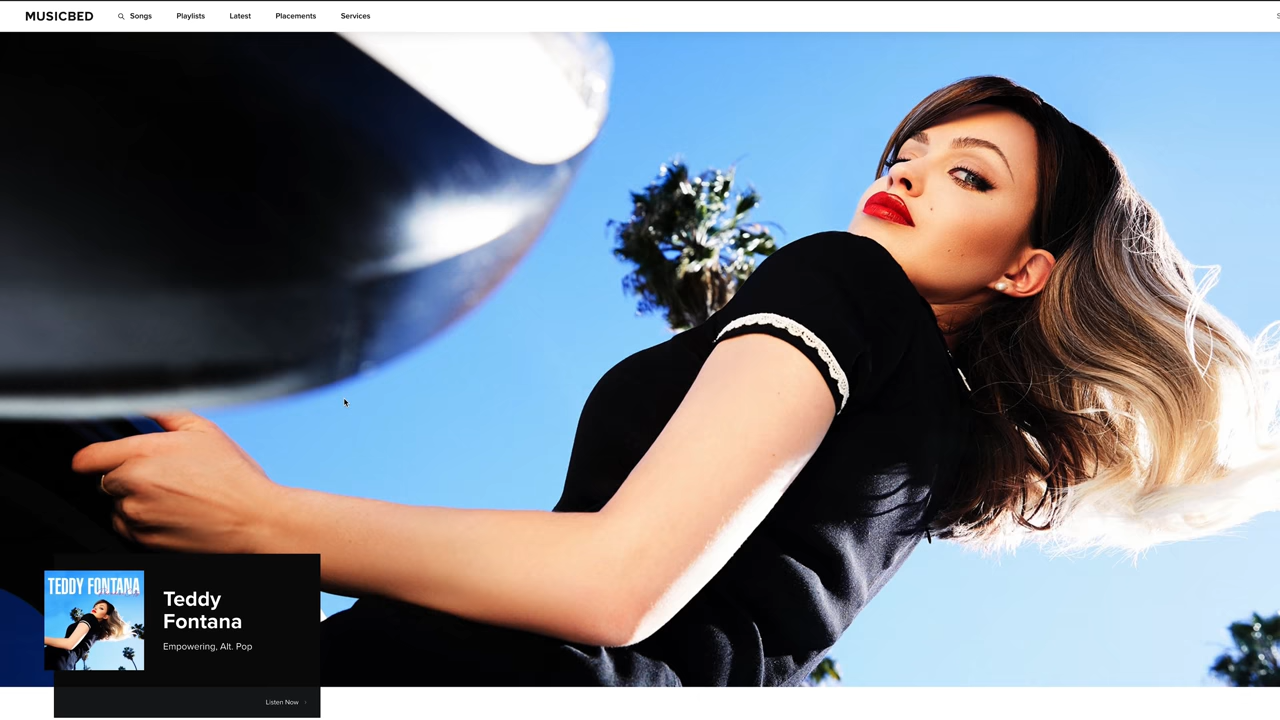 MUSICBED
Songs
Playlists
Latest
Placements
Services
TEDDY FONTANA
Teddy
Fontana
Empowering, Alt. Pop
Listen Now